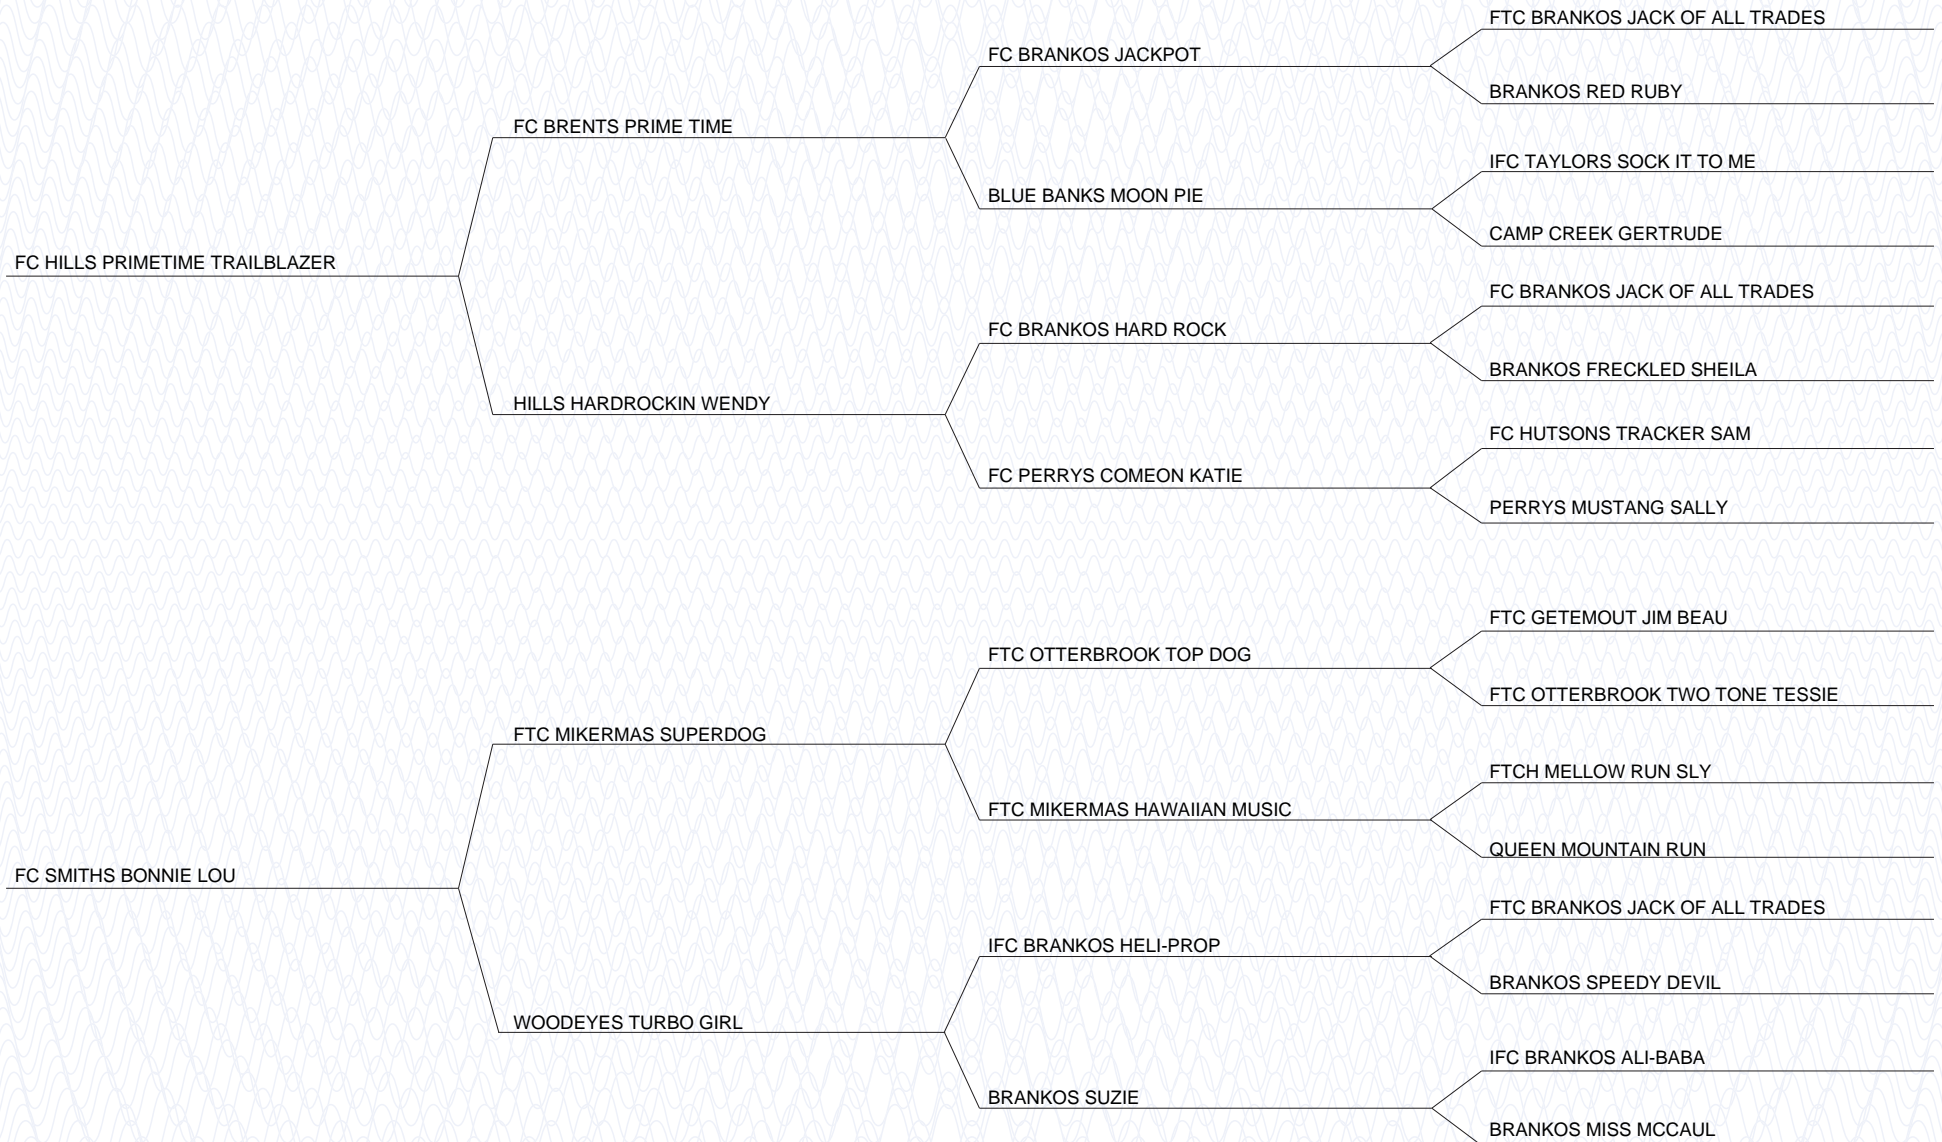 FTC BRANKOS JACK OF ALL TRADES
FC BRANKOS JACKPOT
BRANKOS RED RUBY
FC BRENTS PRIME TIME
IFC TAYLORS SOCK IT TO ME
BLUE BANKS MOON PIE
CAMP CREEK GERTRUDE
FC HILLS PRIMETIME TRAILBLAZER
FC BRANKOS JACK OF ALL TRADES
FC BRANKOS HARD ROCK
BRANKOS FRECKLED SHEILA
HILLS HARDROCKIN WENDY
FC HUTSONS TRACKER SAM
FC PERRYS COMEON KATIE
PERRYS MUSTANG SALLY
FTC GETEMOUT JIM BEAU
FTC OTTERBROOK TOP DOG
FTC OTTERBROOK TWO TONE TESSIE
FTC MIKERMAS SUPERDOG
FTCH MELLOW RUN SLY
FTC MIKERMAS HAWAIIAN MUSIC
QUEEN MOUNTAIN RUN
FC SMITHS BONNIE LOU
FTC BRANKOS JACK OF ALL TRADES
IFC BRANKOS HELI-PROP
BRANKOS SPEEDY DEVIL
WOODEYES TURBO GIRL
IFC BRANKOS ALI-BABA
BRANKOS SUZIE
BRANKOS MISS MCCAUL